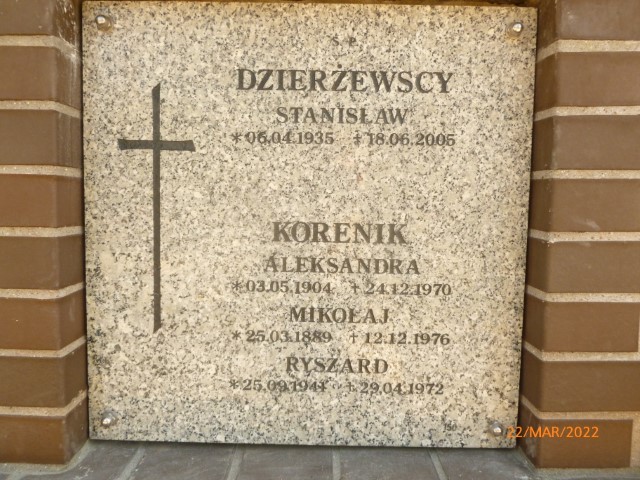 Ś. P.
DZIERŻEWSCY
STANISŁAW
*06.04.1935 +18.06.2005
KORENIK
ALEKSANDRA
*03.05.1904 +24.12.1970
MIKOŁAJ
*25.03.1889 +12.12.1976
RYSZARD
*25.09.1941 +29.04.1972
22/MAR/2022